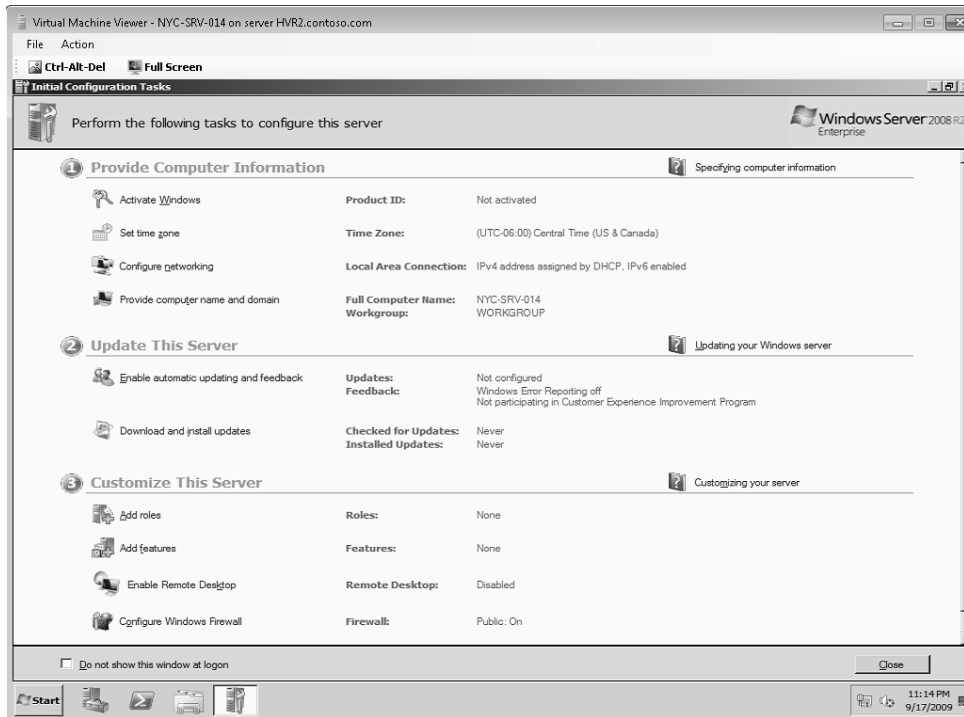 Virtual Machine Viewer - NYC-SRV-014 on server HVR2.contoso.com
File Action
Ctrl-Alt-Del Full Screen
Initial Configuration Tasks
Perform the following tasks to configure this server
Windows Server 2008 R2
Enterprise
1 Provide Computer Information
Specifying computer information
Activate Windows Product ID: Not activated
Set time zone Time Zone: (UTC-06:00) Central Time (US & Canada)
Configure networking Local Area Connection: IPv4 address assigned by DHCP, IPv6 enabled
Provide computer name and domain Full Computer Name: NYC-SRV-014
Workgroup: WORKGROUP
2 Update This Server
Updating your Windows server
Enable automatic updating and feedback Updates: Not configured
Feedback: Windows Error Reporting off
Not participating in Customer Experience Improvement Program
Download and install updates Checked for Updates: Never
Installed Updates: Never
3 Customize This Server
Customizing your server
Add roles Roles: None
Add features Features: None
Enable Remote Desktop Remote Desktop: Disabled
Configure Windows Firewall Firewall: Public: On
Do not show this window at logon
Close
Start
11:14 PM
9/17/2009